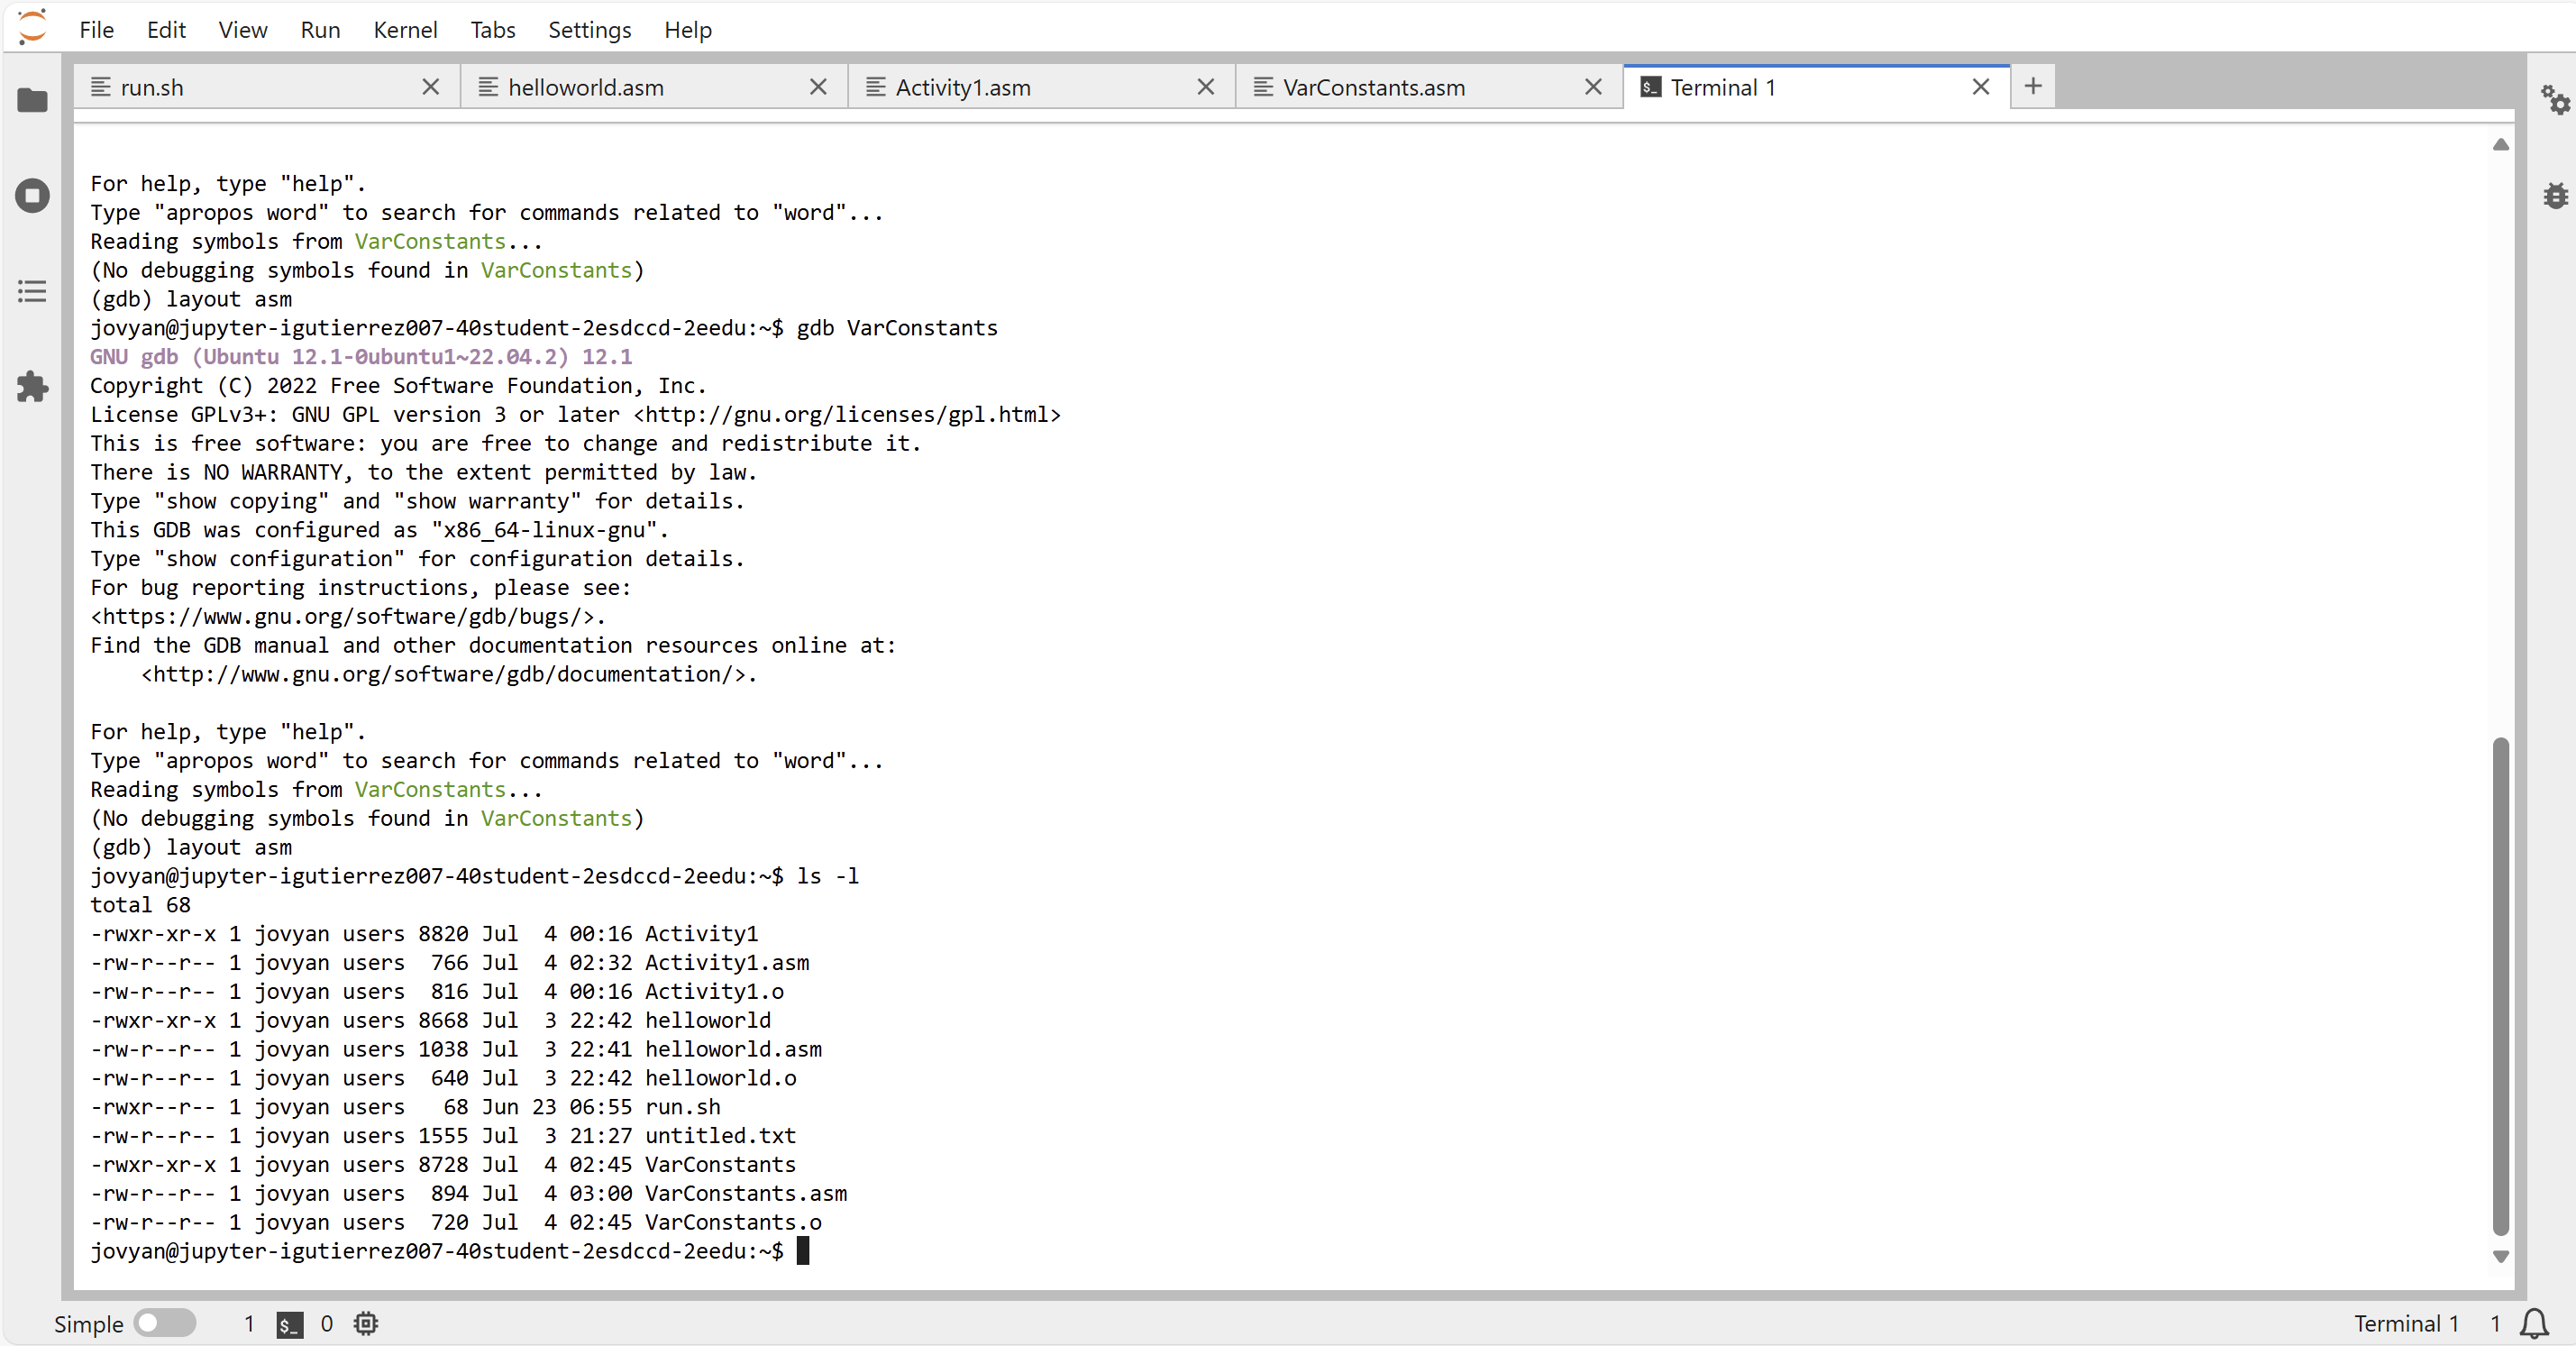 File Edit View Run Kernel Tabs Settings Help
run.sh helloworld.asm Activity1.asm VarConstants.asm $_ Terminal 1
For help, type "help".
Type "apropos word" to search for commands related to "word"...
Reading symbols from VarConstants...
(No debugging symbols found in VarConstants)
(gdb) layout asm
jovyan@jupyter-igutierrez007-40student-2esdccd-2eedu:~$ gdb VarConstants
GNU gdb (Ubuntu 12.1-0ubuntu1~22.04.2) 12.1
Copyright (C) 2022 Free Software Foundation, Inc.
License GPLv3+: GNU GPL version 3 or later <http://gnu.org/licenses/gpl.html>
This is free software: you are free to change and redistribute it.
There is NO WARRANTY, to the extent permitted by law.
Type "show copying" and "show warranty" for details.
This GDB was configured as "x86_64-linux-gnu".
Type "show configuration" for configuration details.
For bug reporting instructions, please see:
<https://www.gnu.org/software/gdb/bugs/>.
Find the GDB manual and other documentation resources online at:
    <http://www.gnu.org/software/gdb/documentation/>.
For help, type "help".
Type "apropos word" to search for commands related to "word"...
Reading symbols from VarConstants...
(No debugging symbols found in VarConstants)
(gdb) layout asm
jovyan@jupyter-igutierrez007-40student-2esdccd-2eedu:~$ ls -l
total 68
-rwxr-xr-x 1 jovyan users 8820 Jul  4 00:16 Activity1
-rw-r--r-- 1 jovyan users  766 Jul  4 02:32 Activity1.asm
-rw-r--r-- 1 jovyan users  816 Jul  4 00:16 Activity1.o
-rwxr-xr-x 1 jovyan users 8668 Jul  3 22:42 helloworld
-rw-r--r-- 1 jovyan users 1038 Jul  3 22:41 helloworld.asm
-rw-r--r-- 1 jovyan users  640 Jul  3 22:42 helloworld.o
-rwxr--r-- 1 jovyan users   68 Jun 23 06:55 run.sh
-rw-r--r-- 1 jovyan users 1555 Jul  3 21:27 untitled.txt
-rwxr-xr-x 1 jovyan users 8728 Jul  4 02:45 VarConstants
-rw-r--r-- 1 jovyan users  894 Jul  4 03:00 VarConstants.asm
-rw-r--r-- 1 jovyan users  720 Jul  4 02:45 VarConstants.o
jovyan@jupyter-igutierrez007-40student-2esdccd-2eedu:~$
Simple 1 $_ 0 Terminal 1 1